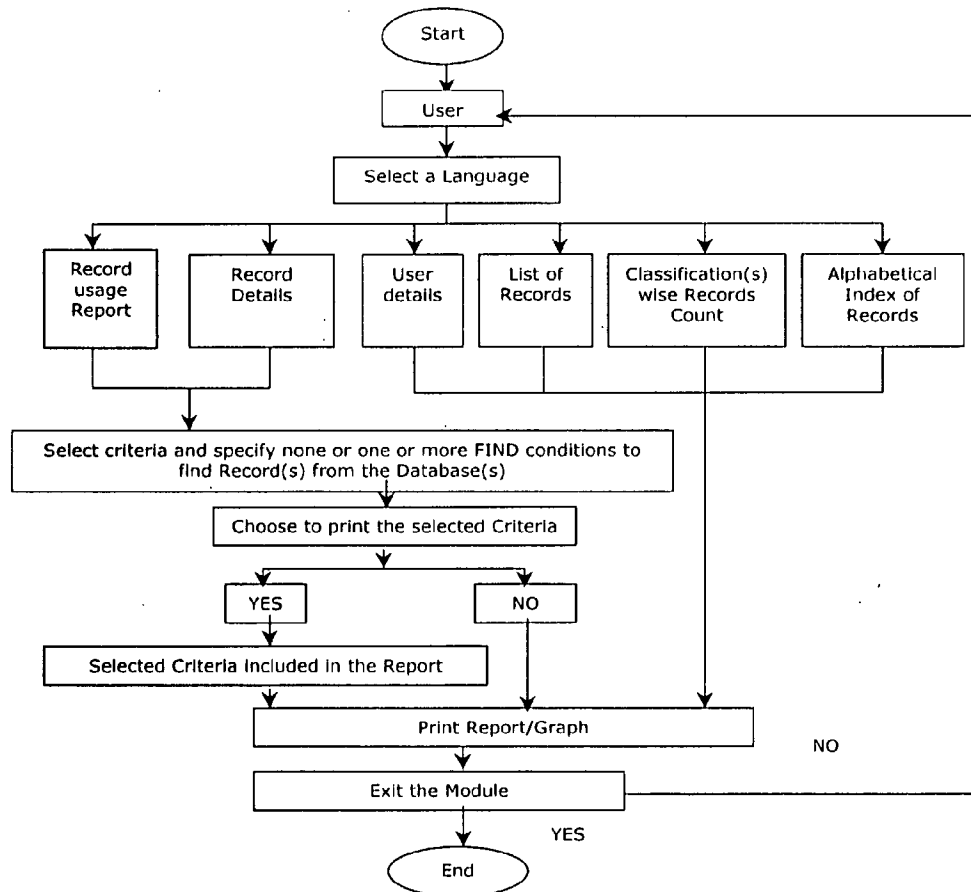 Start
User
Select a Language
Record
usage
Report
Record
Details
User
details
List of
Records
Classification(s)
wise Records
Count
Alphabetical
Index of
Records
Select criteria and specify none or one or more FIND conditions to
find Record(s) from the Database(s)
Choose to print the selected Criteria
YES
NO
Selected Criteria included in the Report
Print Report/Graph
NO
Exit the Module
YES
End